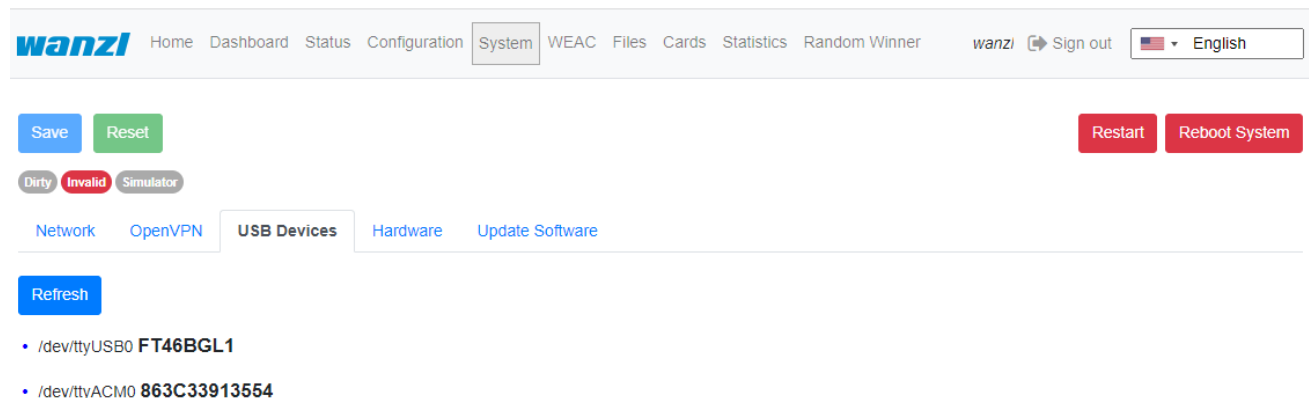 wanzl Home Dashboard Status Configuration System WEAC Files Cards Statistics Random Winner wanzl Sign out English
Save Reset Restart Reboot System
Dirty Invalid Simulator
Network OpenVPN USB Devices Hardware Update Software
Refresh
/dev/ttyUSB0 FT46BGL1
/dev/ttyACM0 863C33913554